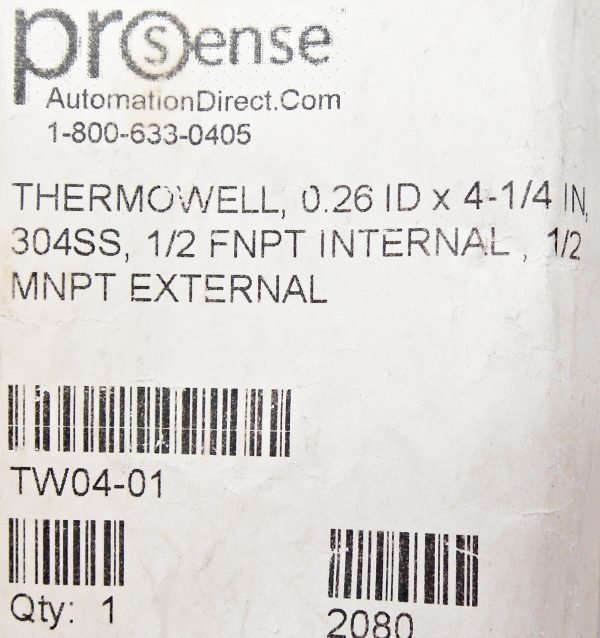 prosense
AutomationDirect.Com
1-800-633-0405
THERMOWELL, 0.26 ID x 4-1/4 IN,
304SS, 1/2 FNPT INTERNAL , 1/2
MNPT EXTERNAL
TW04-01
Qty: 1
2080